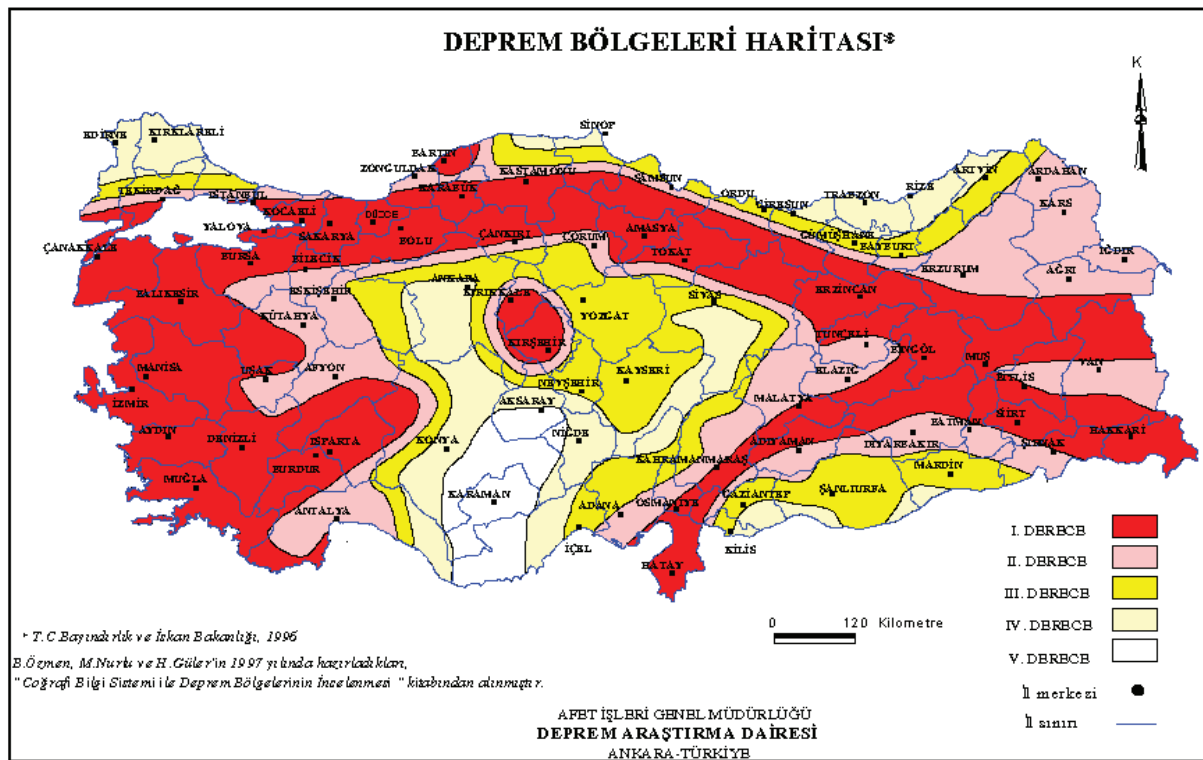 DEPREM BÖLGELERİ HARİTASI*
K
SİNOP
EDİRNE
KIRKLARELİ
BARTIN
ZONGULDAK
KASTAMONU
KARABÜK
SAMSUN
ARTVİN
ARDAHAN
TEKİRDAĞ
İSTANBUL
ORDU
GİRESUN
TRABZON
RİZE
KARS
KOCAELİ
DÜZCE
YALOVA
SAKARYA
BOLU
ÇANKIRI
ÇORUM
AMASYA
TOKAT
GÜMÜŞHANE
BAYBURT
IĞDIR
ÇANAKKALE
BURSA
BİLECİK
ERZURUM
AĞRI
BALIKESİR
ESKİŞEHİR
ANKARA
KIRIKKALE
YOZGAT
SİVAS
ERZİNCAN
KÜTAHYA
KIRŞEHİR
TUNCELİ
BİNGÖL
MUŞ
VAN
MANİSA
UŞAK
AFYON
NEVŞEHİR
KAYSERİ
ELAZIĞ
BİTLİS
İZMİR
AKSARAY
MALATYA
SİİRT
AYDIN
DENİZLİ
ISPARTA
KONYA
NİĞDE
ADIYAMAN
DİYARBAKIR
BATMAN
ŞIRNAK
HAKKARİ
BURDUR
KAHRAMANMARAŞ
MUĞLA
MARDİN
KARAMAN
GAZİANTEP
ŞANLIURFA
ANTALYA
ADANA
OSMANİYE
İÇEL
KİLİS
HATAY
I. DERECE
II. DERECE
III. DERECE
IV. DERECE
V. DERECE
İl merkezi
İl sınırı
0 120 Kilometre
* T.C Bayındırlık ve İskan Bakanlığı, 1996
B.Özmen, M.Nurlu ve H.Güler'in 1997 yılında hazırladıkları,
" Coğrafi Bilgi Sistemi ile Deprem Bölgelerinin İncelenmesi " kitabından alınmıştır.
AFET İŞLERİ GENEL MÜDÜRLÜĞÜ
DEPREM ARAŞTIRMA DAİRESİ
ANKARA-TÜRKİYE